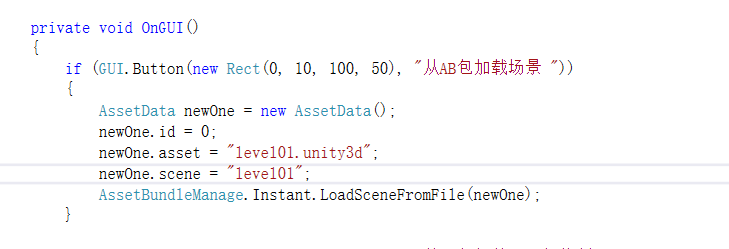 private void OnGUI()
{
if (GUI.Button(new Rect(0, 10, 100, 50), "从AB包加载场景 "))
{
AssetData newOne = new AssetData();
newOne.id = 0;
newOne.asset = "level01.unity3d";
newOne.scene = "level01";
AssetBundleManage.Instant.LoadSceneFromFile(newOne);
}